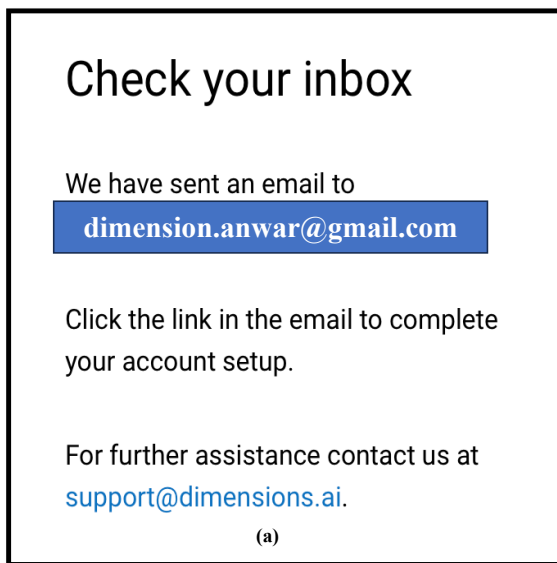 Check your inbox
We have sent an email to
dimension.anwar@gmail.com
Click the link in the email to complete
your account setup.
For further assistance contact us at
support@dimensions.ai.
(a)